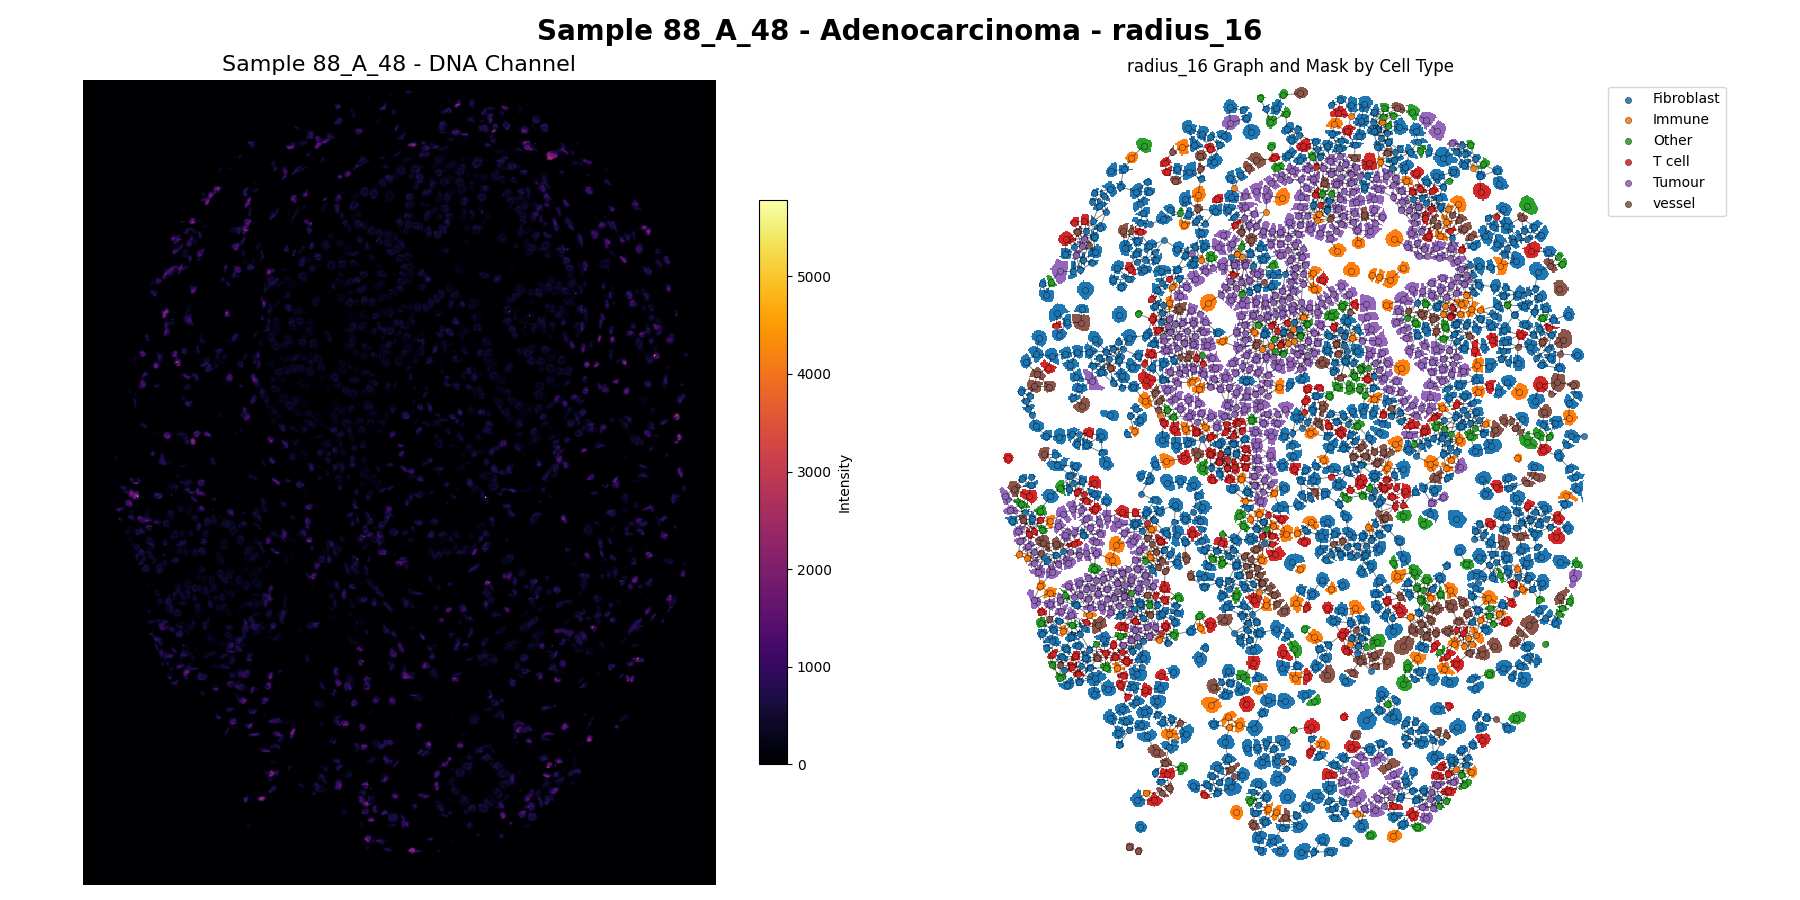 Sample 88_A_48 - Adenocarcinoma - radius_16
Sample 88_A_48 - DNA Channel
5000
4000
3000
2000
1000
0
Intensity
radius_16 Graph and Mask by Cell Type
Fibroblast
Immune
Other
T cell
Tumour
vessel